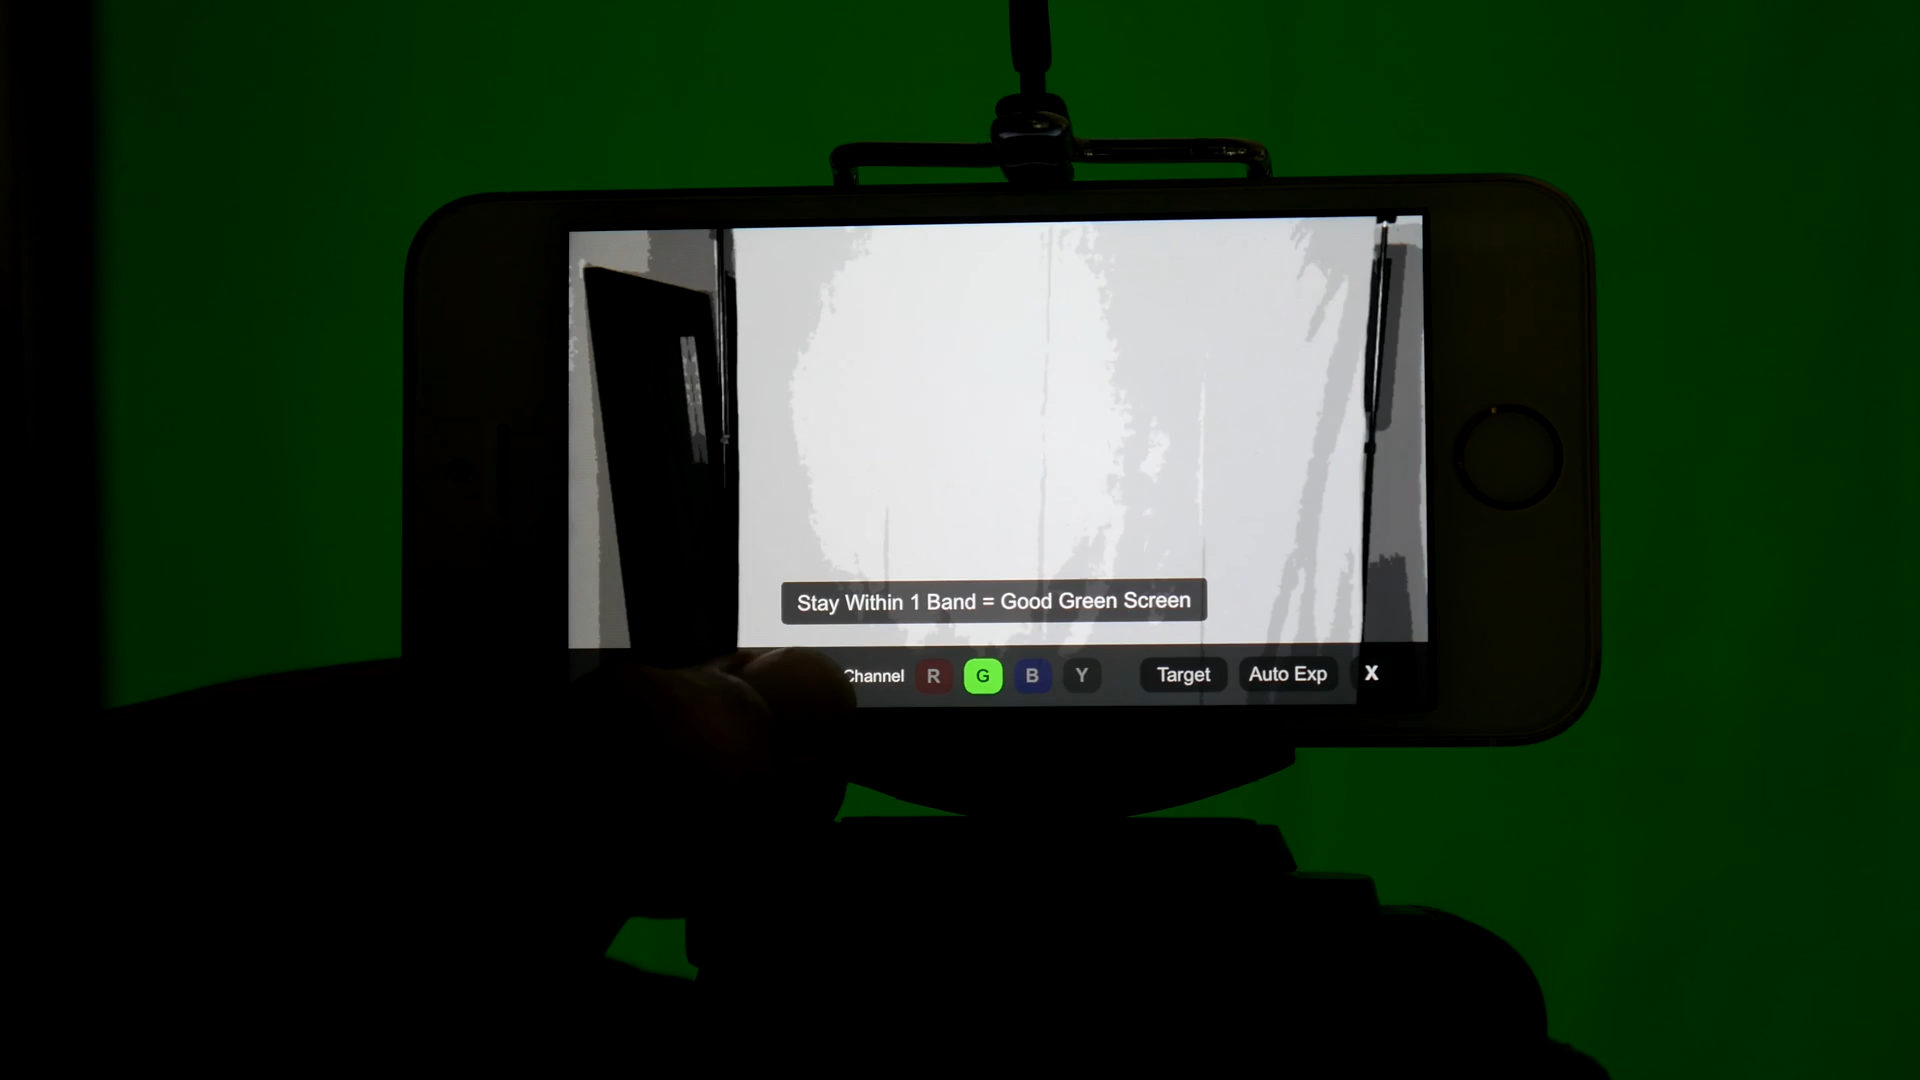 Stay Within 1 Band = Good Green Screen
Channel R G B Y Target Auto Exp X